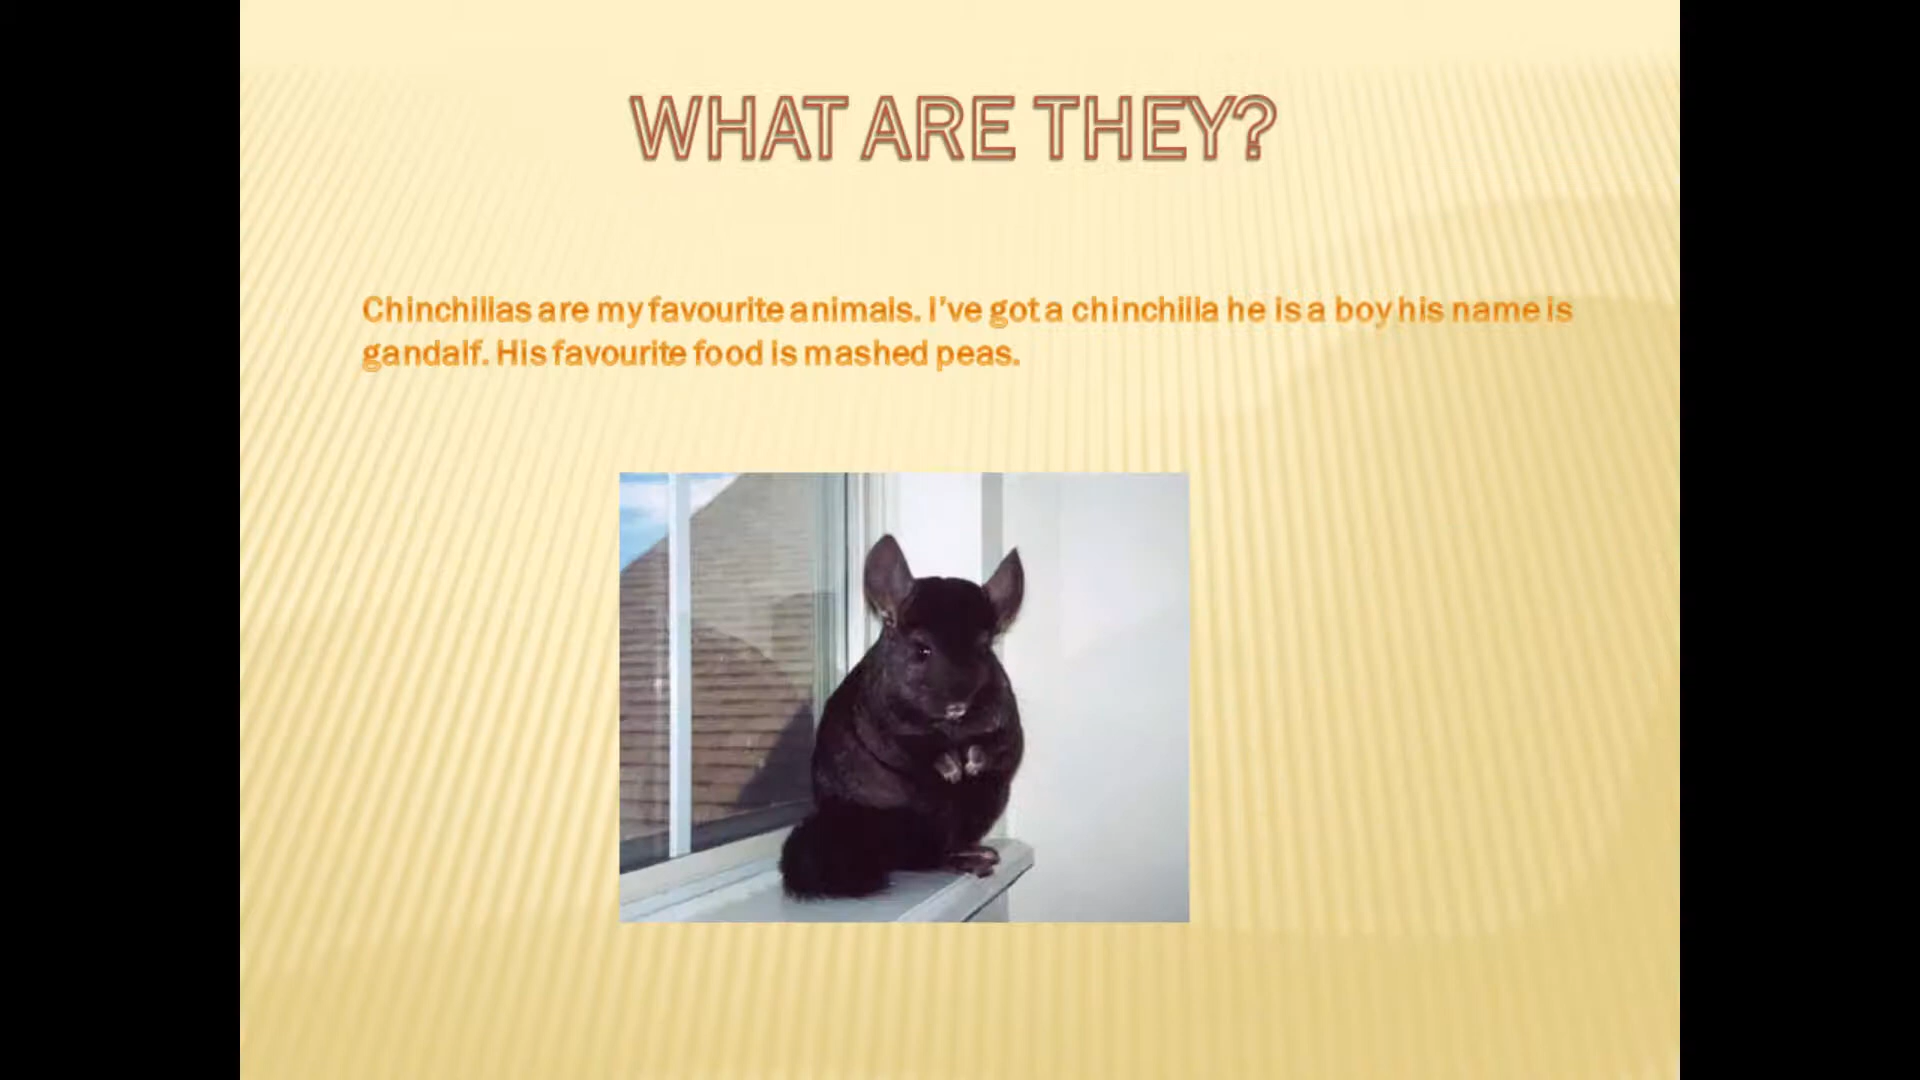 WHAT ARE THEY?
Chinchillas are my favourite animals. I've got a chinchilla he is a boy his name is
gandalf. His favourite food is mashed peas.